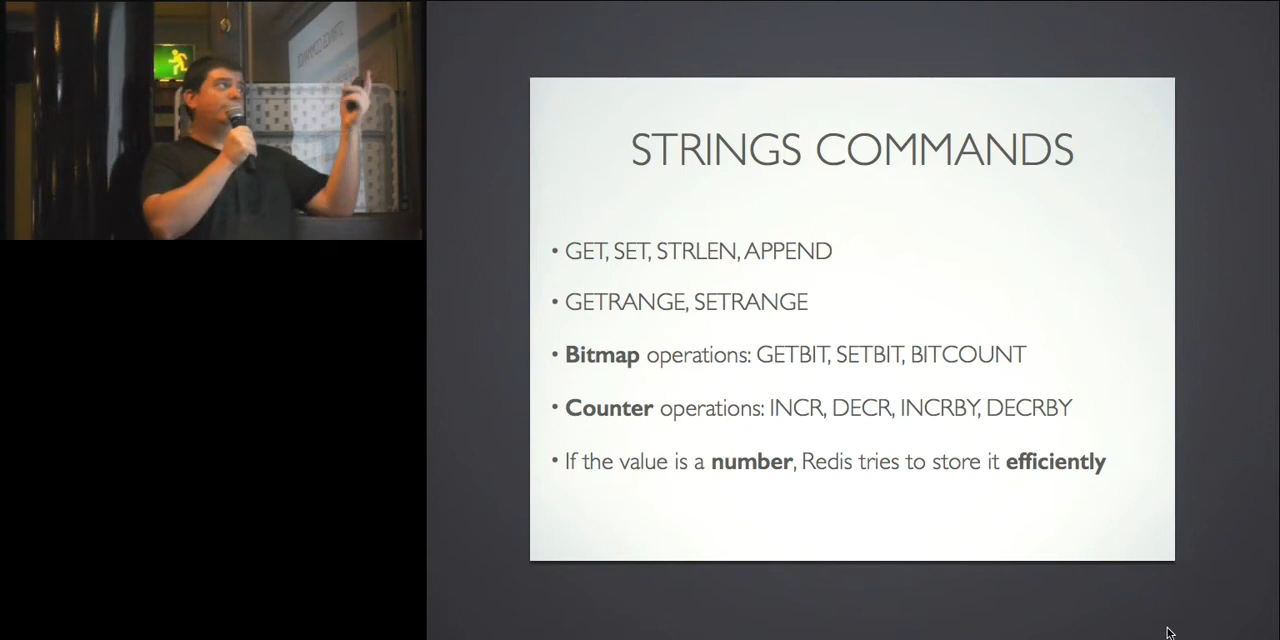 STRINGS COMMANDS
• GET, SET, STRLEN, APPEND
• GETRANGE, SETRANGE
• Bitmap operations: GETBIT, SETBIT, BITCOUNT
• Counter operations: INCR, DECR, INCRBY, DECRBY
• If the value is a number, Redis tries to store it efficiently